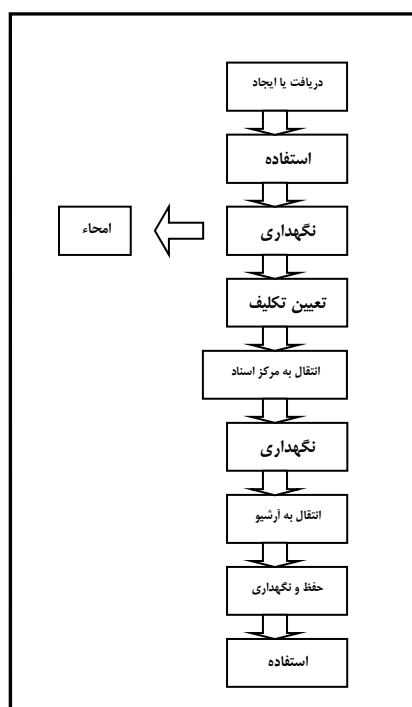 دریافت یا ایجاد
استفاده
نگهداری
امحاء
تعیین تکلیف
انتقال به مرکز اسناد
نگهداری
انتقال به آرشیو
حفظ و نگهداری
استفاده